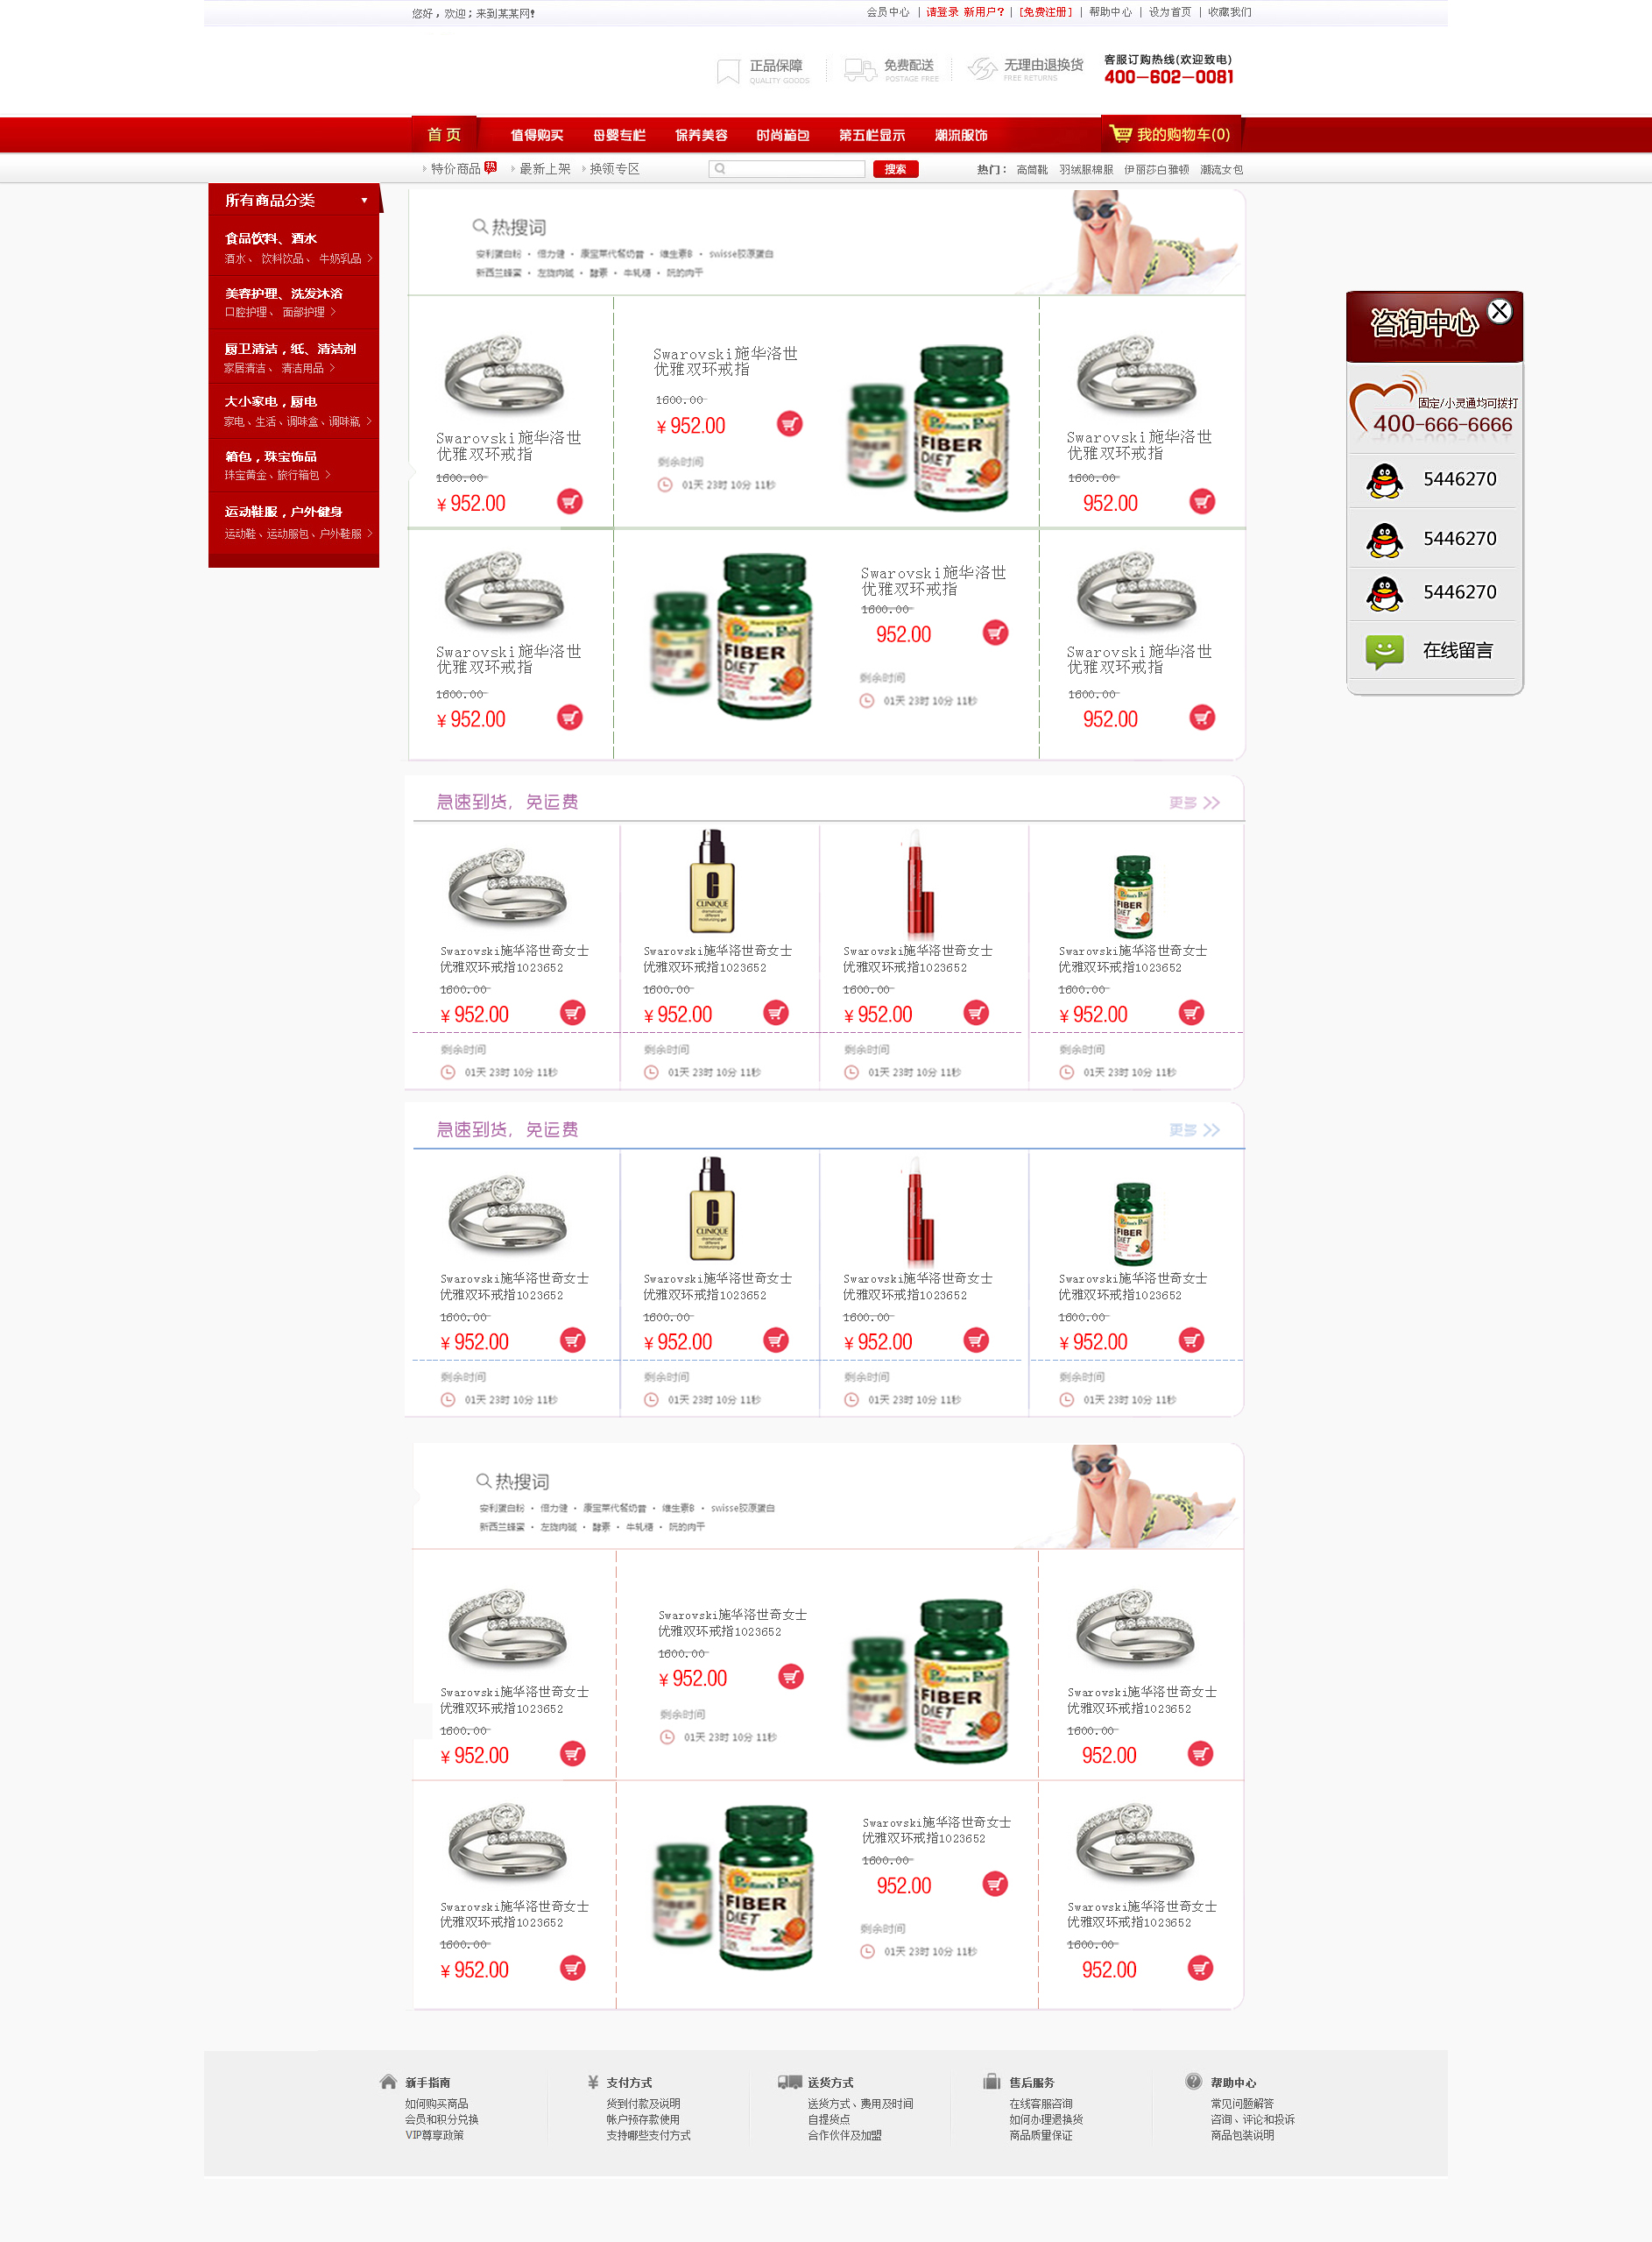 您好，欢迎；来到某某网!
会员中心 | 请登录 新用户? | [免费注册] | 帮助中心 | 设为首页 | 收藏我们
正品保障
QUALITY GOODS
免费配送
POSTAGE FREE
无理由退换货
FREE RETURNS
客服订购热线(欢迎致电)
400-602-0081
首 页 值得购买 母婴专栏 保养美容 时尚箱包 第五栏显示 潮流服饰 我的购物车(0)
特价商品 热 最新上架 换领专区 搜索 热门： 高筒靴 羽绒服棉服 伊丽莎白雅顿 潮流女包
所有商品分类
食品饮料、酒水
酒水、 饮料饮品、 牛奶乳品
美容护理、洗发沐浴
口腔护理、 面部护理
厨卫清洁，纸、清洁剂
家居清洁、 清洁用品
大小家电，厨电
家电、生活、调味盒、调味瓶
箱包，珠宝饰品
珠宝黄金、旅行箱包
运动鞋服，户外健身
运动鞋、运动服包、户外鞋服
咨询中心
固定/小灵通均可拨打
400-666-6666
5446270
5446270
5446270
在线留言
热搜词
安利蛋白粉 • 倍力健 • 康宝莱代餐奶昔 • 维生素B • swisse胶原蛋白
新西兰蜂蜜 • 左旋肉碱 • 酵素 • 牛轧糖 • 玩的肉干
Swarovski施华洛世
优雅双环戒指
1600.00
¥ 952.00
Swarovski施华洛世
优雅双环戒指
1600.00
¥ 952.00
剩余时间
01天 23时 10分 11秒
FIBER
DIET
Swarovski施华洛世
优雅双环戒指
1600.00
952.00
Swarovski施华洛世
优雅双环戒指
1600.00
¥ 952.00
FIBER
DIET
Swarovski施华洛世
优雅双环戒指
1600.00
952.00
剩余时间
01天 23时 10分 11秒
Swarovski施华洛世
优雅双环戒指
1600.00
952.00
急速到货，免运费
更多
Swarovski施华洛世奇女士
优雅双环戒指1023652
1600.00
¥ 952.00
剩余时间
01天 23时 10分 11秒
CLINIQUE
Swarovski施华洛世奇女士
优雅双环戒指1023652
1600.00
¥ 952.00
剩余时间
01天 23时 10分 11秒
Swarovski施华洛世奇女士
优雅双环戒指1023652
1600.00
¥ 952.00
剩余时间
01天 23时 10分 11秒
FIBER
DIET
Swarovski施华洛世奇女士
优雅双环戒指1023652
1600.00
¥ 952.00
剩余时间
01天 23时 10分 11秒
急速到货，免运费
更多
Swarovski施华洛世奇女士
优雅双环戒指1023652
1600.00
¥ 952.00
剩余时间
01天 23时 10分 11秒
CLINIQUE
Swarovski施华洛世奇女士
优雅双环戒指1023652
1600.00
¥ 952.00
剩余时间
01天 23时 10分 11秒
Swarovski施华洛世奇女士
优雅双环戒指1023652
1600.00
¥ 952.00
剩余时间
01天 23时 10分 11秒
FIBER
DIET
Swarovski施华洛世奇女士
优雅双环戒指1023652
1600.00
¥ 952.00
剩余时间
01天 23时 10分 11秒
热搜词
安利蛋白粉 • 倍力健 • 康宝莱代餐奶昔 • 维生素B • swisse胶原蛋白
新西兰蜂蜜 • 左旋肉碱 • 酵素 • 牛轧糖 • 玩的肉干
Swarovski施华洛世奇女士
优雅双环戒指1023652
1600.00
¥ 952.00
Swarovski施华洛世奇女士
优雅双环戒指1023652
1600.00
¥ 952.00
剩余时间
01天 23时 10分 11秒
FIBER
DIET
Swarovski施华洛世奇女士
优雅双环戒指1023652
1600.00
952.00
Swarovski施华洛世奇女士
优雅双环戒指1023652
1600.00
¥ 952.00
FIBER
DIET
Swarovski施华洛世奇女士
优雅双环戒指1023652
1600.00
952.00
剩余时间
01天 23时 10分 11秒
Swarovski施华洛世奇女士
优雅双环戒指1023652
1600.00
952.00
新手指南
如何购买商品
会员和积分兑换
VIP尊享政策
¥ 支付方式
货到付款及说明
帐户预存款使用
支持哪些支付方式
送货方式
送货方式、费用及时间
自提货点
合作伙伴及加盟
售后服务
在线客服咨询
如何办理退换货
商品质量保证
? 帮助中心
常见问题解答
咨询、评论和投诉
商品包装说明